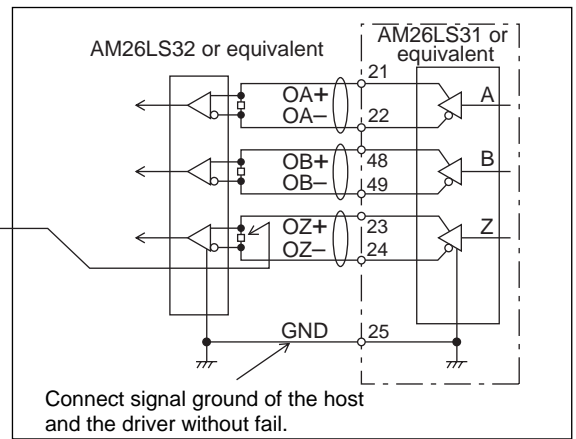 AM26LS32 or equivalent
AM26LS31 or
equivalent
21
OA+
OA−
A
22
OB+
48
B
OB−
49
OZ+
23
Z
OZ−
24
GND
25
Connect signal ground of the host
and the driver without fail.